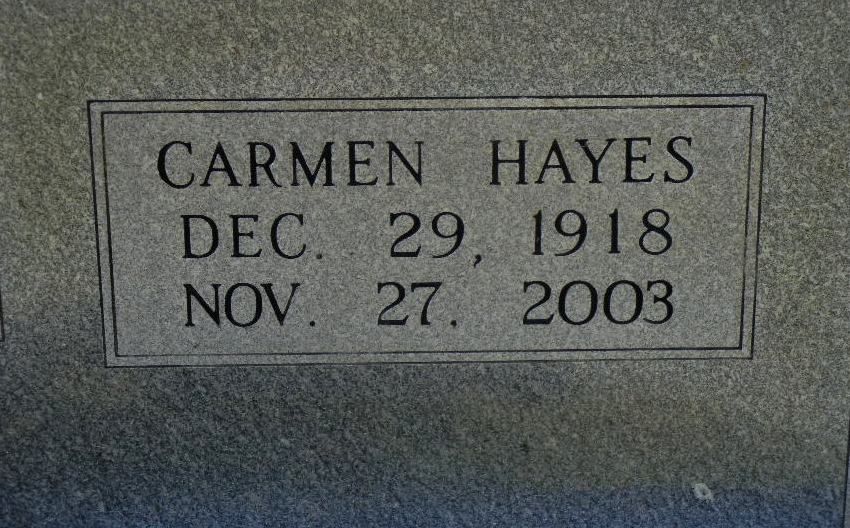 CARMEN HAYES
DEC. 29, 1918
NOV. 27. 2003